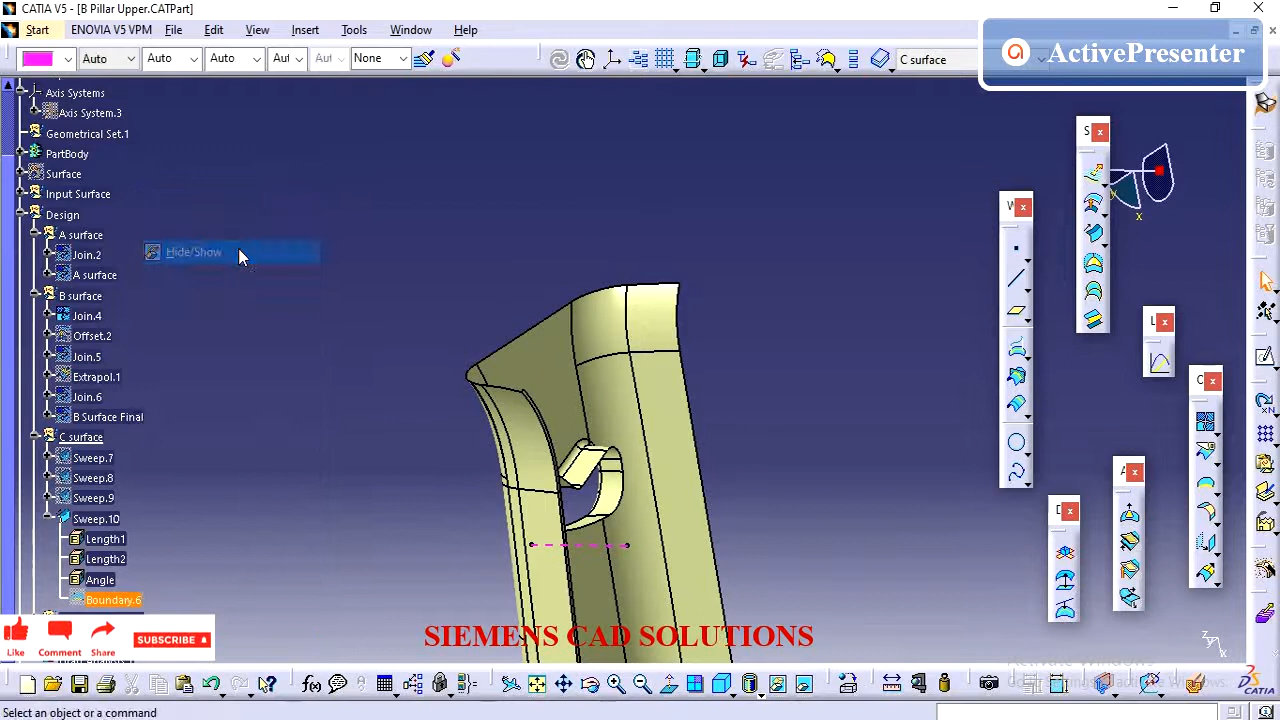 CATIA V5 - [B Pillar Upper.CATPart]
Start ENOVIA V5 VPM File Edit View Insert Tools Window Help
Auto Auto Auto Aut Aut None C surface
ActivePresenter
Axis Systems
Axis System.3
Geometrical Set.1
PartBody
Surface
Input Surface
Design
A surface
Join.2
Hide/Show
A surface
B surface
Join.4
Offset.2
Join.5
Extrapol.1
Join.6
B Surface Final
C surface
Sweep.7
Sweep.8
Sweep.9
Sweep.10
Length1
Length2
Angle
Boundary.6
S
W
L
C
A
D
y
x
Like Comment Share SUBSCRIBE
SIEMENS CAD SOLUTIONS
Activate Windows
Select an object or a command